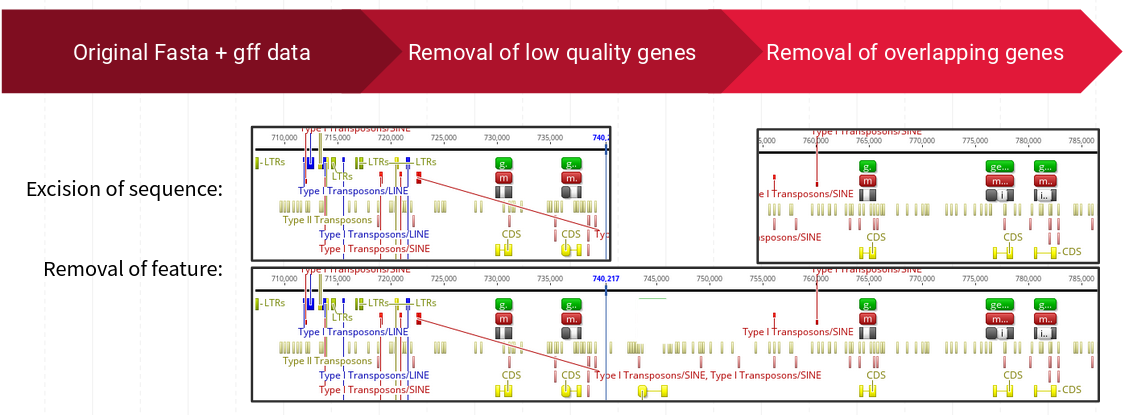 Original Fasta + gff data
Removal of low quality genes
Removal of overlapping genes
Excision of sequence:
Type I Transposons/SINE
710,000 715,000 720,000 725,000 730,000 735,000 740,2
LTRs LTRs LTRs
g. g..
LTRs
m m.
Type I Transposons/LINE
Type II Transposons
Type I Transposons/LINE CDS CDS
Type I Transposons/SINE
Type I Transposons/SINE
5,000 760,000 765,000 770,000 775,000 780,000 785,000
g. ge... g...
m m... m..
e I Transposons/SINE i i..
sposons/SINE CDS CDS
CDS
Removal of feature:
Type I Transposons/SINE Type I Transposons/SINE
710,000 715,000 720,000 725,000 730,000 735,000 740,217 745,000 750,000 755,000 760,000 765,000 770,000 775,000 780,000 785,000
LTRs LTRs LTRs g. g.. g. ge... g...
LTRs m m.. m m... m..
Type I Transposons/LINE Type I Transposons/SINE i i..
Type II Transposons
Type I Transposons/LINE CDS CDS Type I Transposons/SINE, Type I Transposons/SINE CDS CDS
Type I Transposons/SINE CDS